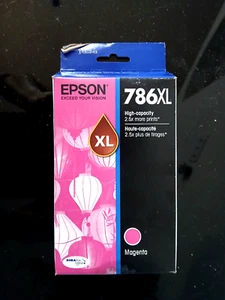 EPSON
EXCEED YOUR VISION
786XL
XL
High-capacity
2.5x more prints*
Haute-capacité
2.5x plus de tirages*
Magenta